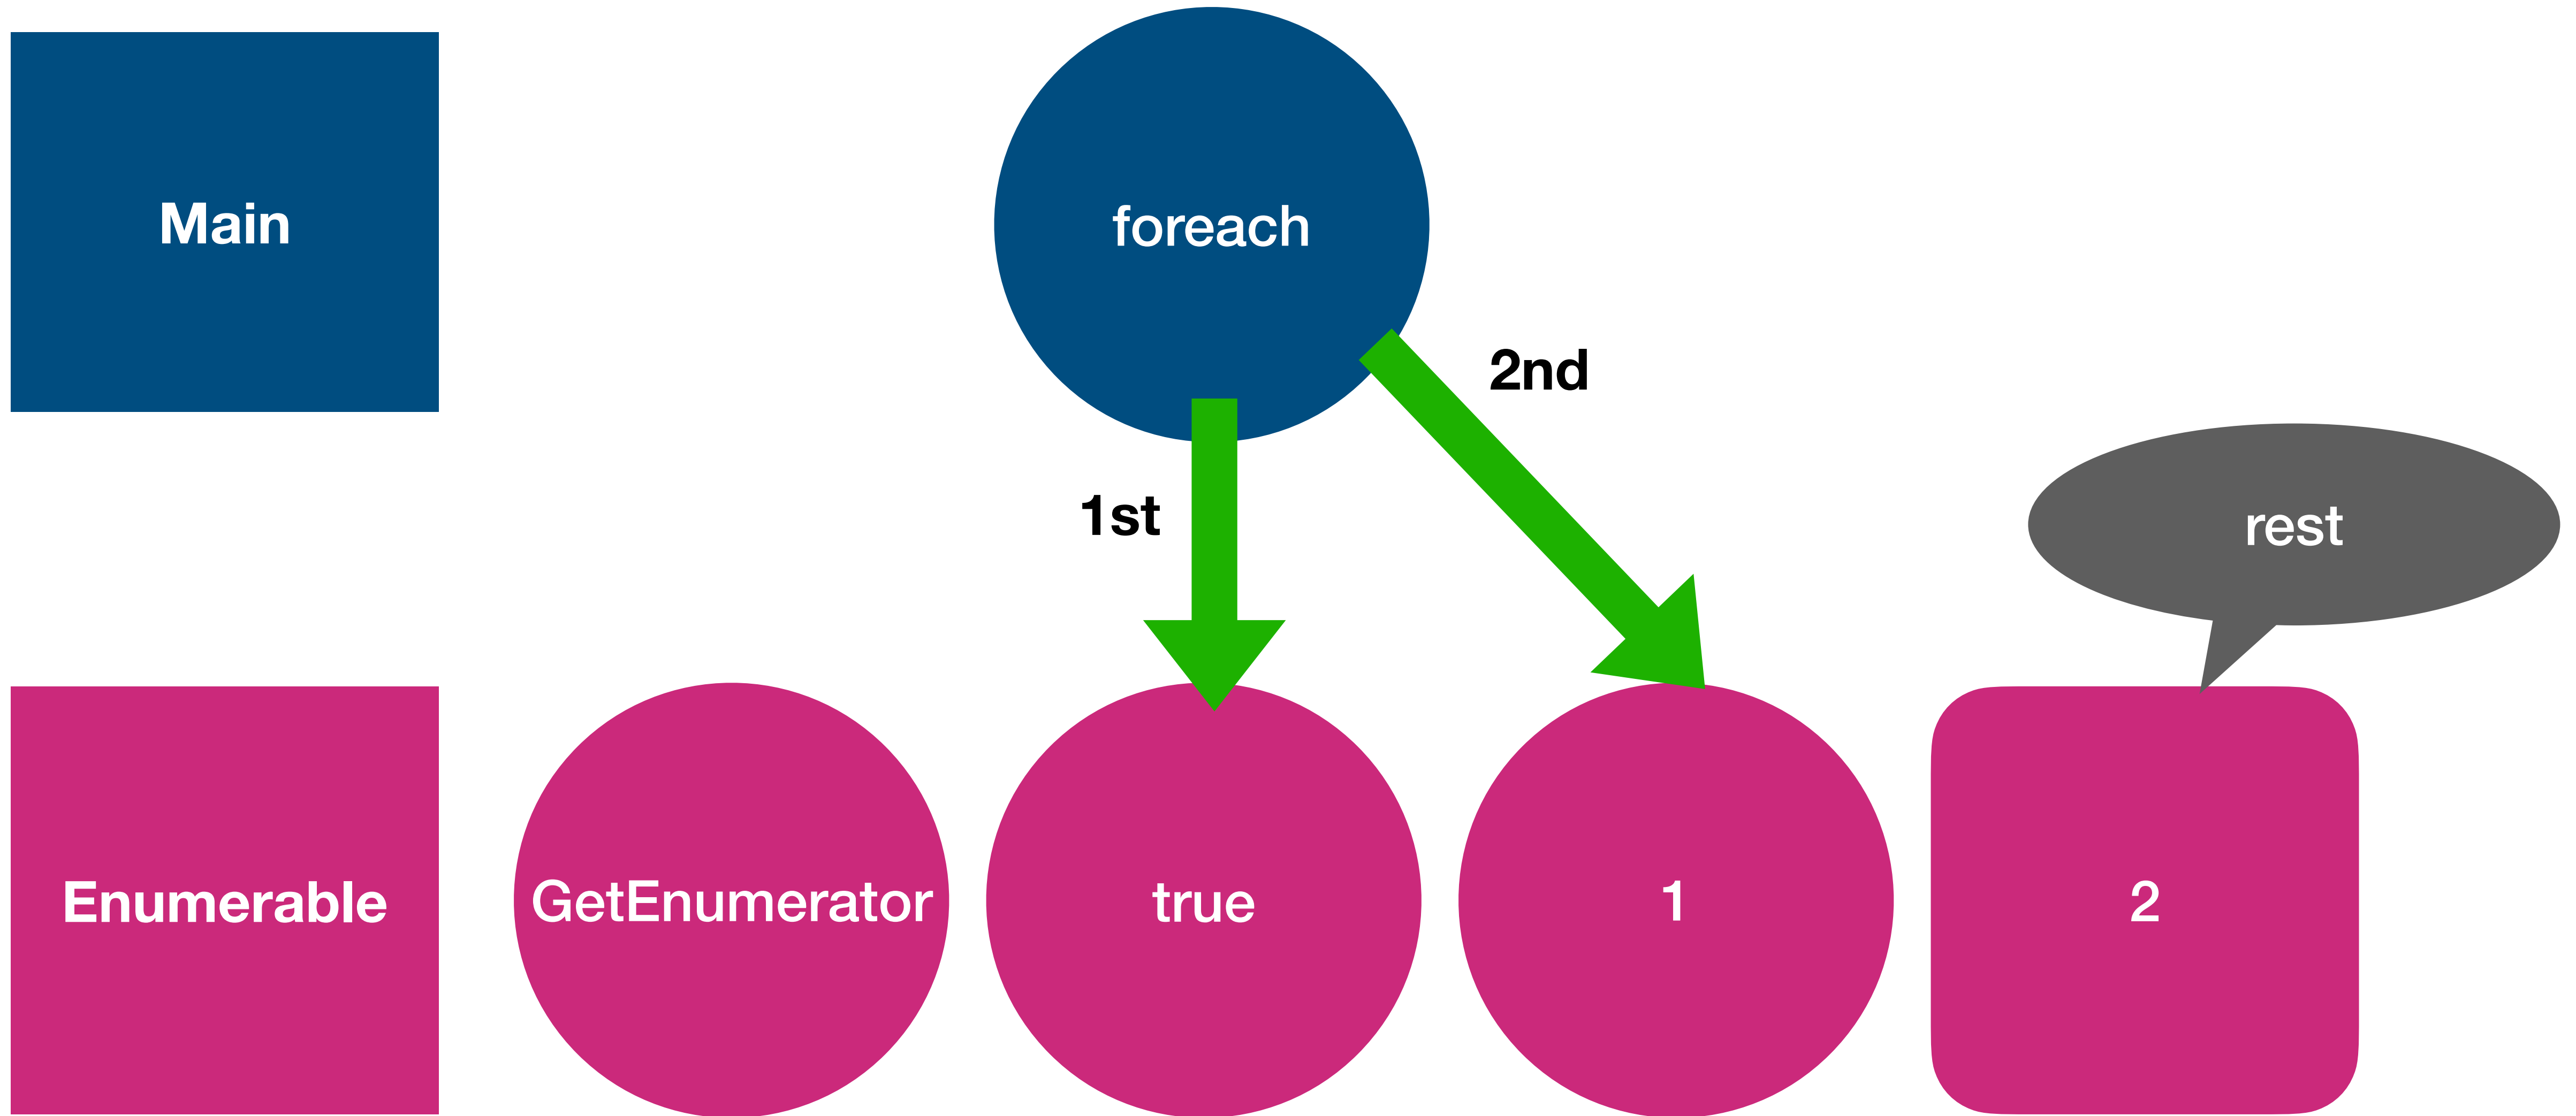 Main
foreach
2nd
1st
rest
Enumerable
GetEnumerator
true
1
2